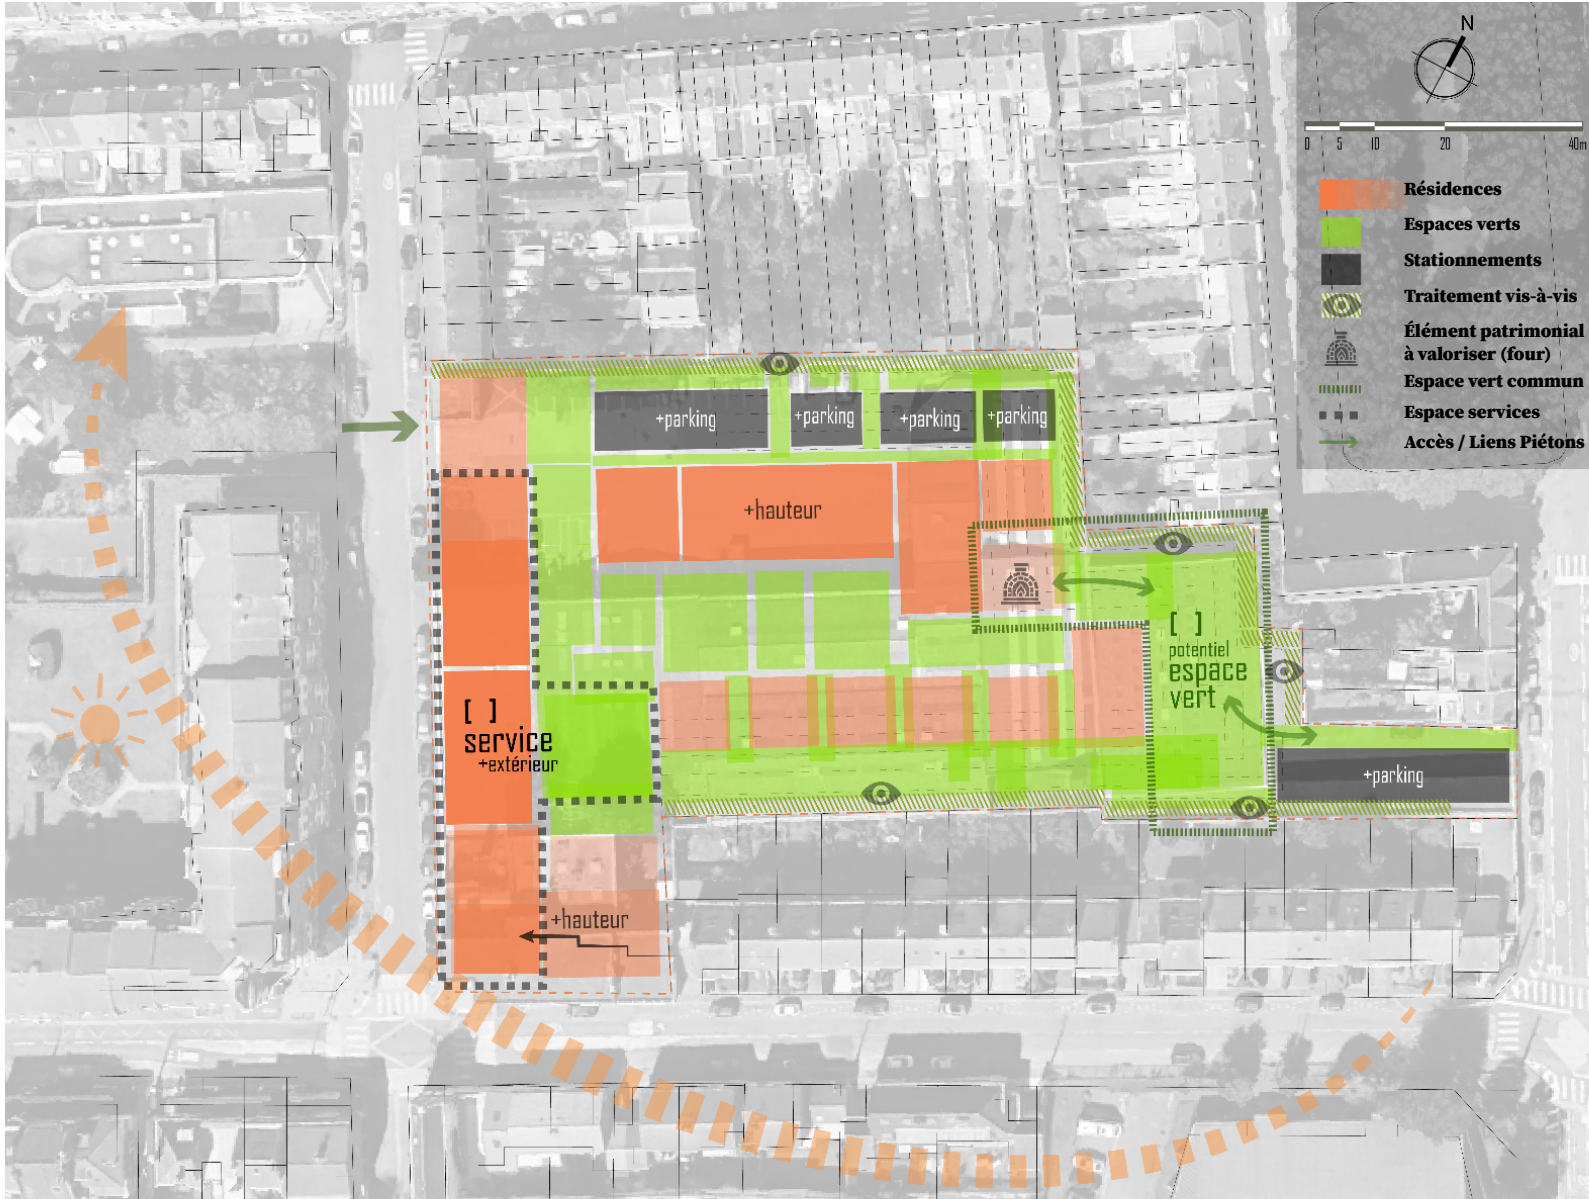 N
0 5 10 20 40m
Résidences
Espaces verts
Stationnements
Traitement vis-à-vis
Élément patrimonial
à valoriser (four)
Espace vert commun
Espace services
Accès / Liens Piétons
+parking
+parking
+parking
+parking
+hauteur
[ ]
potentiel
espace
vert
[ ]
service
+extérieur
+parking
+hauteur